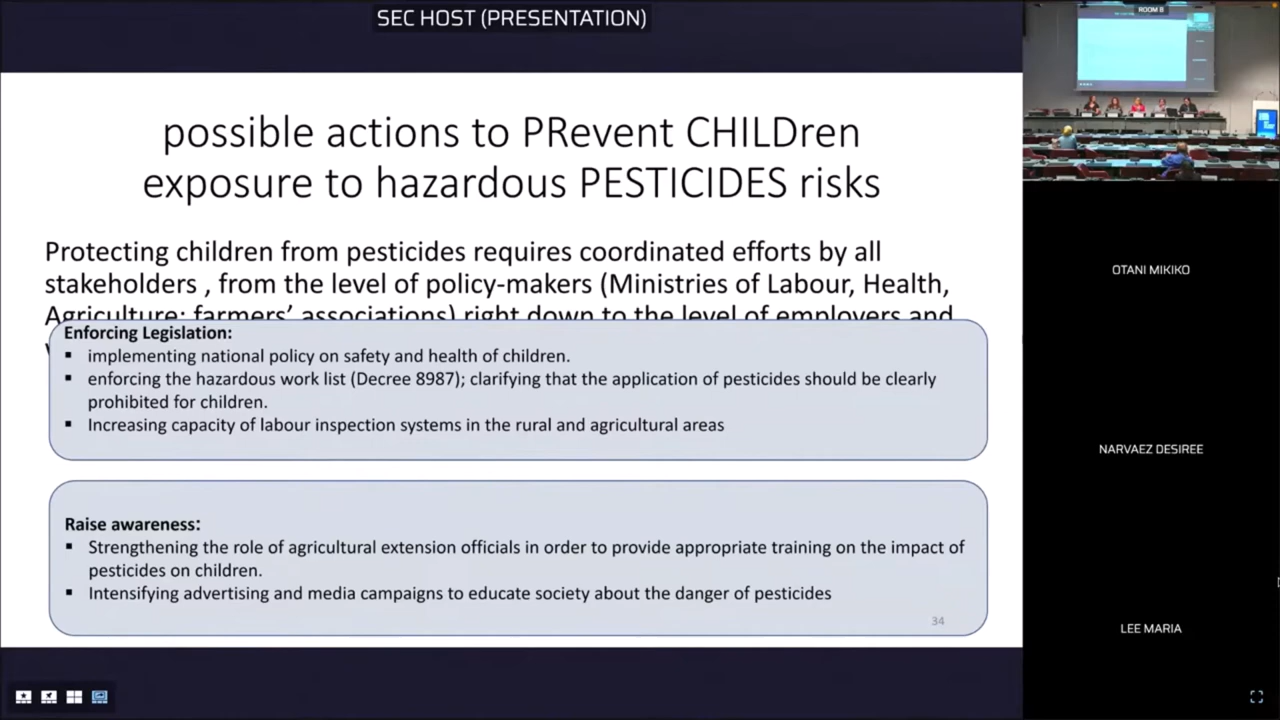 SEC HOST (PRESENTATION)
ROOM B
possible actions to PRevent CHILDren
exposure to hazardous PESTICIDES risks
Protecting children from pesticides requires coordinated efforts by all
stakeholders , from the level of policy-makers (Ministries of Labour, Health,
Agriculture; farmers’ associations) right down to the level of employers and
Enforcing Legislation:
▪ implementing national policy on safety and health of children.
▪ enforcing the hazardous work list (Decree 8987); clarifying that the application of pesticides should be clearly
prohibited for children.
▪ Increasing capacity of labour inspection systems in the rural and agricultural areas
Raise awareness:
▪ Strengthening the role of agricultural extension officials in order to provide appropriate training on the impact of
pesticides on children.
▪ Intensifying advertising and media campaigns to educate society about the danger of pesticides
34
OTANI MIKIKO
NARVAEZ DESIREE
LEE MARIA